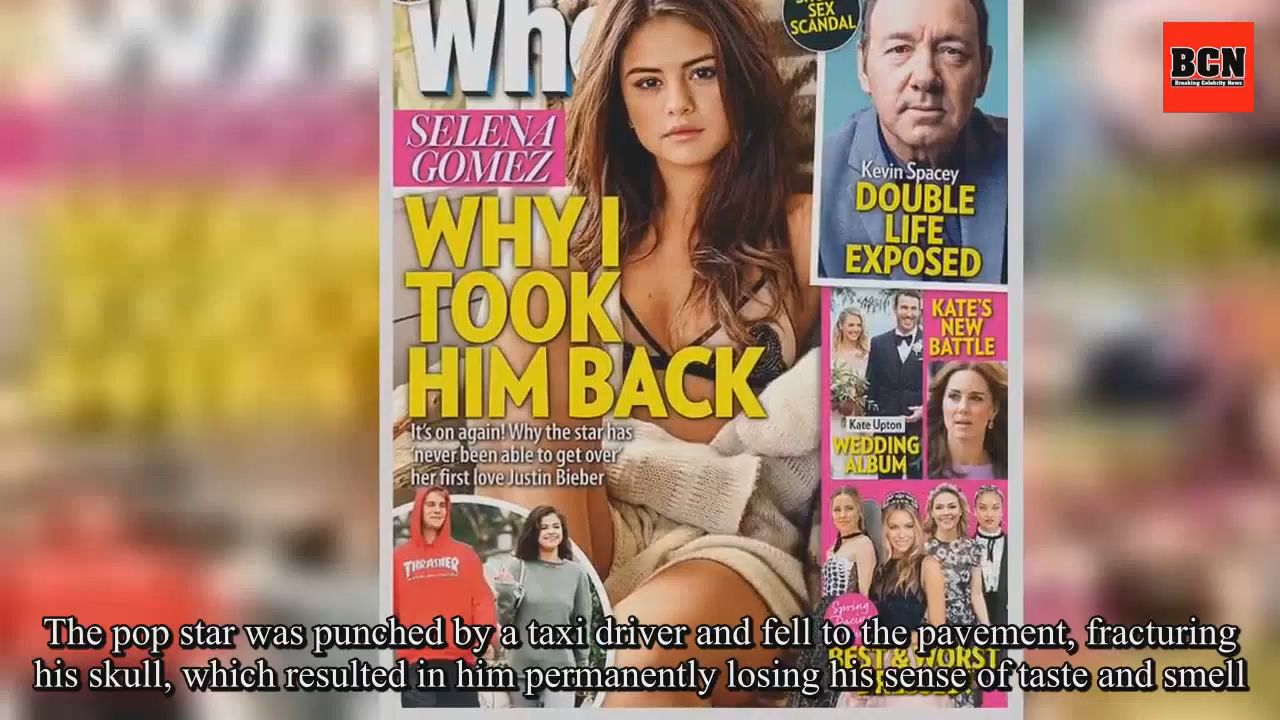 Who
SEX
SCANDAL
BCN
Breaking Celebrity News
SELENA
GOMEZ
WHY I
TOOK
HIM BACK
It's on again! Why the star has
never been able to get over
her first love Justin Bieber
THRASHER
Kevin Spacey
DOUBLE
LIFE
EXPOSED
KATE'S
NEW
BATTLE
Kate Upton
WEDDING
ALBUM
Spring
BEST & WORST
The pop star was punched by a taxi driver and fell to the pavement, fracturing
his skull, which resulted in him permanently losing his sense of taste and smell